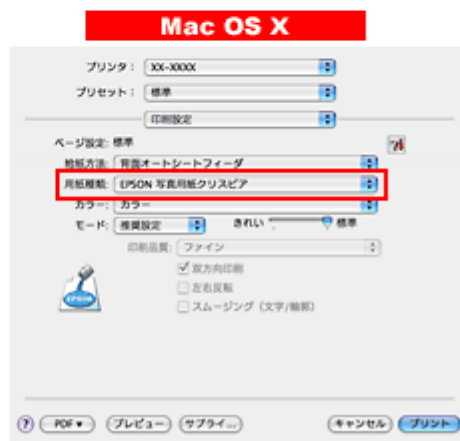 Mac OS X
プリンタ： XX-XXXX
プリセット： 標準
印刷設定
ページ設定: 標準
給紙方法: 背面オートシートフィーダ
用紙種類: EPSON 写真用紙クリスピア
カラー: カラー
モード: 推奨設定 きれい 標準
印刷品質: ファイン
双方向印刷
左右反転
スムージング（文字/輪郭）
EPSON
? PDF▼ プレビュー サプライ... キャンセル プリント